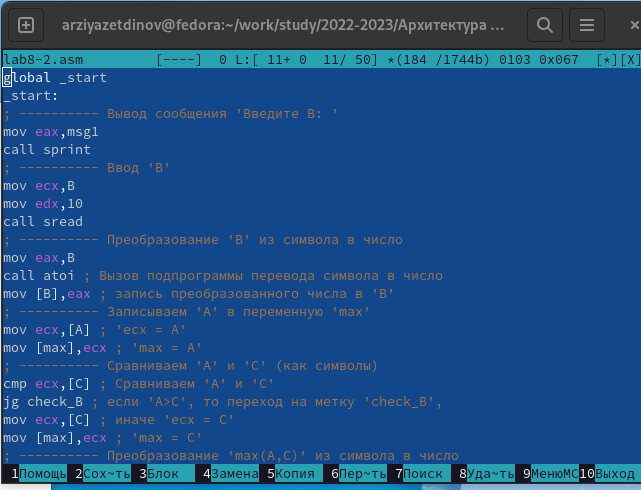 arziyazetdinov@fedora:~/work/study/2022-2023/Архитектура ...
lab8-2.asm [----] 0 L:[ 11+ 0 11/ 50] *(184 /1744b) 0103 0x067 [*][X]
global _start
_start:
; ---------- Вывод сообщения 'Введите B: '
mov eax,msg1
call sprint
; ---------- Ввод 'B'
mov ecx,B
mov edx,10
call sread
; ---------- Преобразование 'B' из символа в число
mov eax,B
call atoi ; Вызов подпрограммы перевода символа в число
mov [B],eax ; запись преобразованного числа в 'B'
; ---------- Записываем 'A' в переменную 'max'
mov ecx,[A] ; 'ecx = A'
mov [max],ecx ; 'max = A'
; ---------- Сравниваем 'A' и 'С' (как символы)
cmp ecx,[C] ; Сравниваем 'A' и 'С'
jg check_B ; если 'A>C', то переход на метку 'check_B',
mov ecx,[C] ; иначе 'ecx = C'
mov [max],ecx ; 'max = C'
; ---------- Преобразование 'max(A,C)' из символа в число
1Помощь 2Сох~ть 3Блок 4Замена 5Копия 6Пер~ть 7Поиск 8Уда~ть 9МенюMC 10Выход